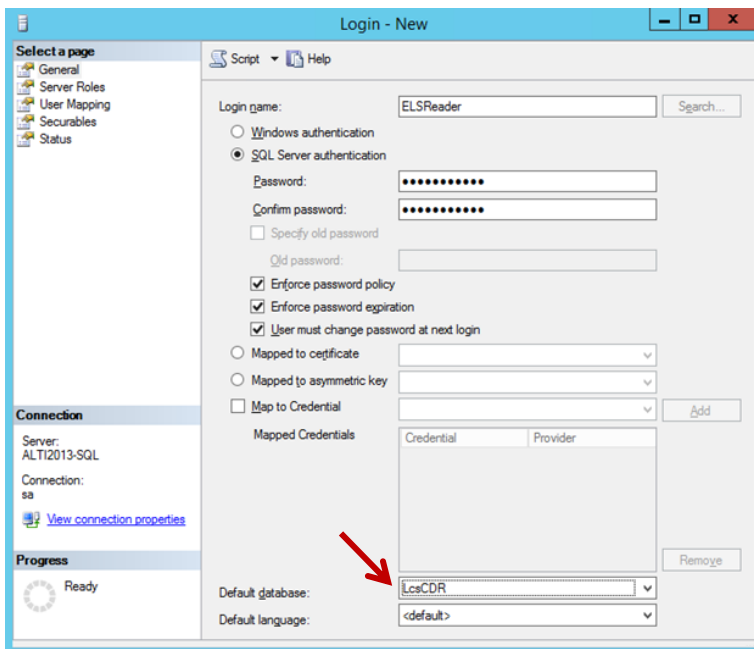 Login - New
Select a page
General
Server Roles
User Mapping
Securables
Status
Script Help
Login name: ELSReader Search...
Windows authentication
SQL Server authentication
Password: •••••••••••
Confirm password: •••••••••••
Specify old password
Old password:
Enforce password policy
Enforce password expiration
User must change password at next login
Mapped to certificate
Mapped to asymmetric key
Map to Credential Add
Mapped Credentials Credential Provider
Remove
Default database: LcsCDR
Default language: <default>
Connection
Server:
ALTI2013-SQL
Connection:
sa
View connection properties
Progress
Ready